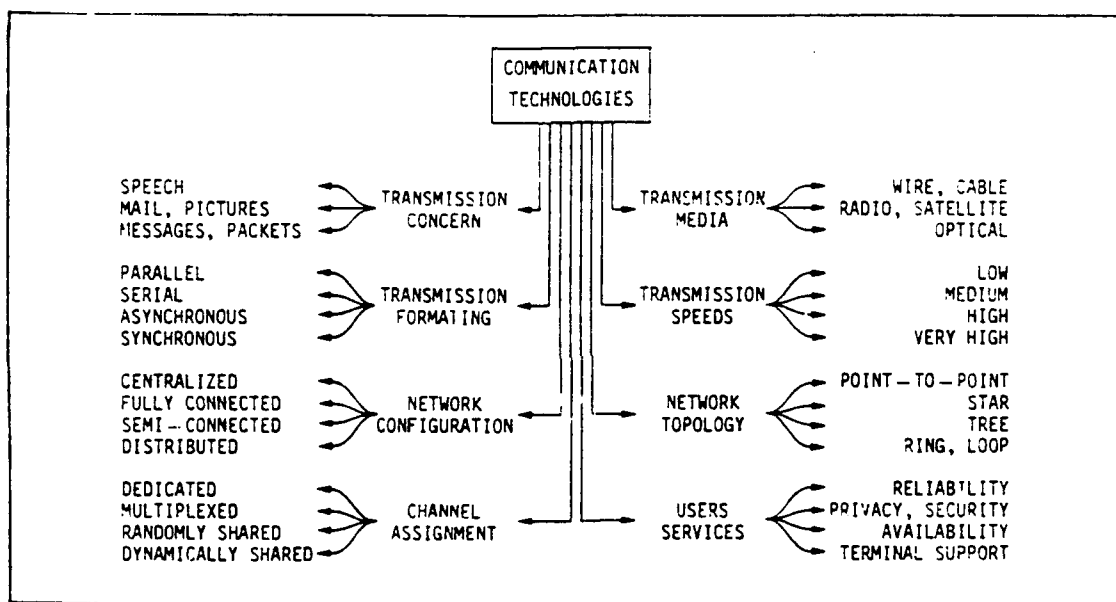 COMMUNICATION
TECHNOLOGIES
SPEECH
MAIL, PICTURES
MESSAGES, PACKETS
TRANSMISSION
CONCERN
TRANSMISSION
MEDIA
WIRE, CABLE
RADIO, SATELLITE
OPTICAL
PARALLEL
SERIAL
ASYNCHRONOUS
SYNCHRONOUS
TRANSMISSION
FORMATING
TRANSMISSION
SPEEDS
LOW
MEDIUM
HIGH
VERY HIGH
CENTRALIZED
FULLY CONNECTED
SEMI-CONNECTED
DISTRIBUTED
NETWORK
CONFIGURATION
NETWORK
TOPOLOGY
POINT-TO-POINT
STAR
TREE
RING, LOOP
DEDICATED
MULTIPLEXED
RANDOMLY SHARED
DYNAMICALLY SHARED
CHANNEL
ASSIGNMENT
USERS
SERVICES
RELIABILITY
PRIVACY, SECURITY
AVAILABILITY
TERMINAL SUPPORT